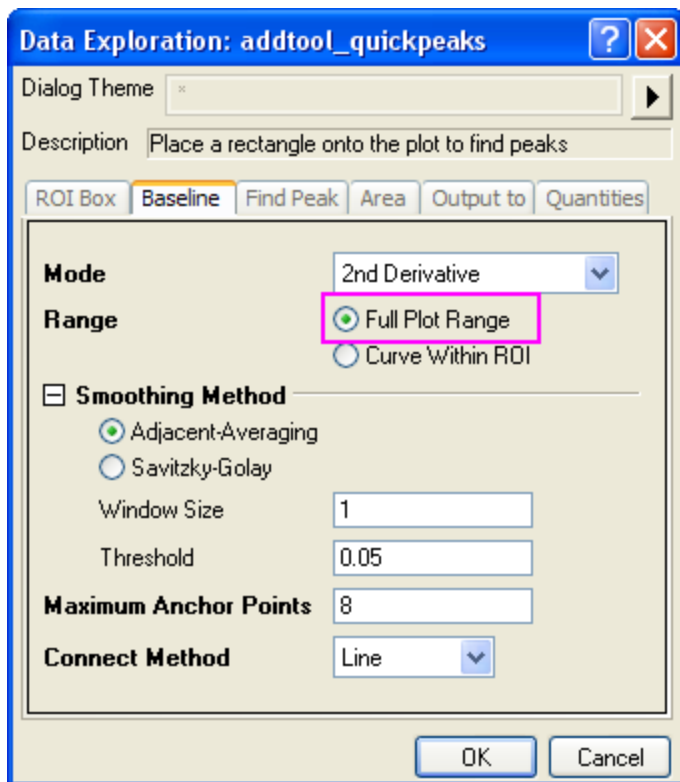 Data Exploration: addtool_quickpeaks
Dialog Theme *
Description Place a rectangle onto the plot to find peaks
ROI Box Baseline Find Peak Area Output to Quantities
Mode 2nd Derivative
Range Full Plot Range
Curve Within ROI
Smoothing Method
Adjacent-Averaging
Savitzky-Golay
Window Size 1
Threshold 0.05
Maximum Anchor Points 8
Connect Method Line
OK Cancel